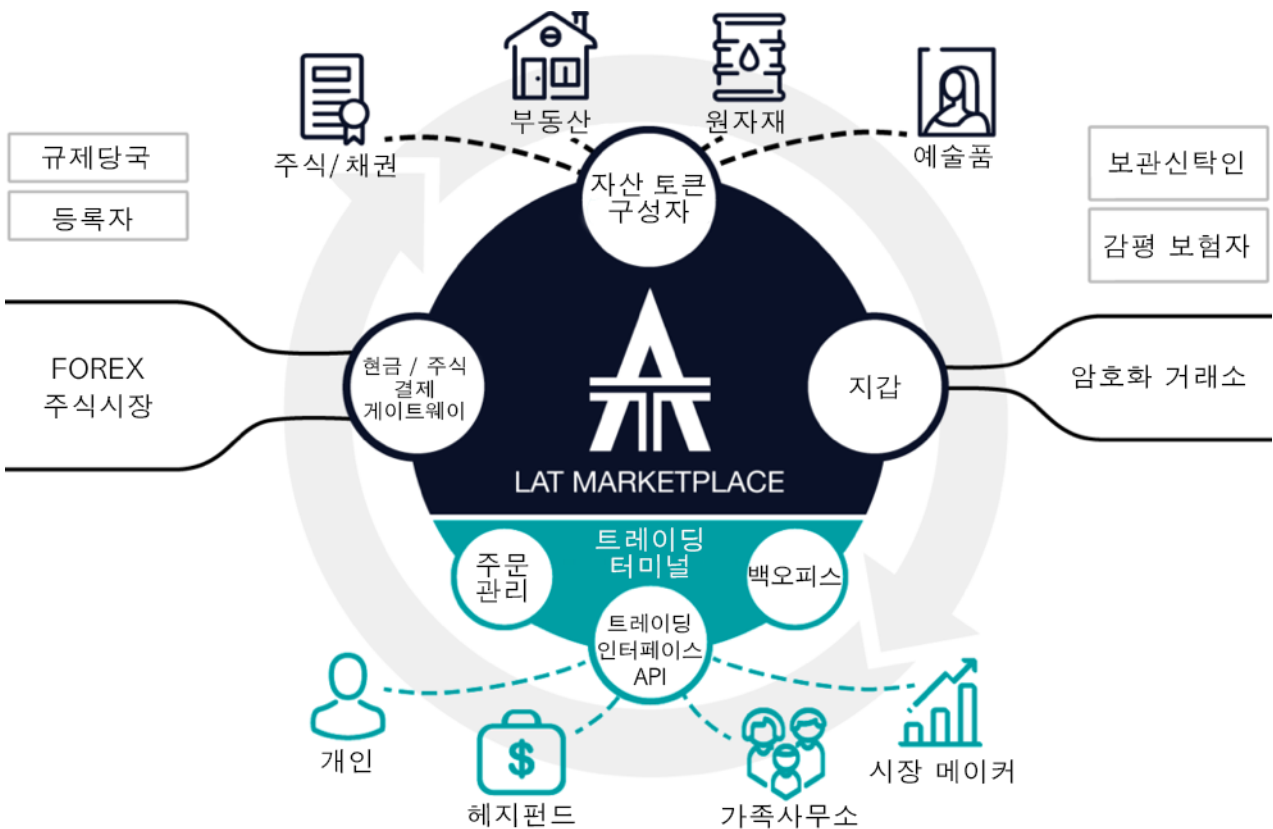 부동산
원자재
주식/ 채권
예술품
규제당국
등록자
보관신탁인
감평 보험자
자산 토큰
구성자
FOREX
주식시장
현금 / 주식
결제
게이트웨이
지갑
암호화 거래소
LAT MARKETPLACE
트레이딩
터미널
주문
관리
백오피스
트레이딩
인터페이스
API
개인
$
헤지펀드
가족사무소
시장 메이커